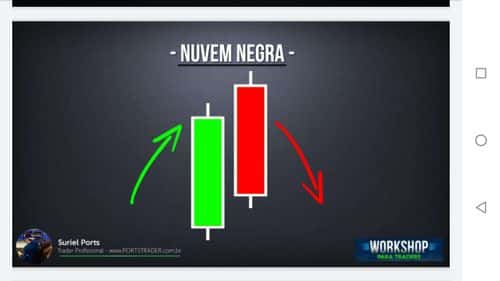 - NUVEM NEGRA -
Suriel Ports
Trader Profissional - www.PORTSTRADER.com.br
WORKSHOP
PARA TRADERS